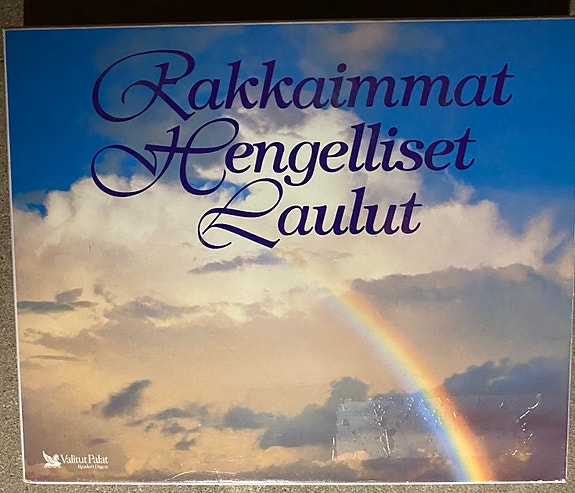 Rakkaimmat
Hengelliset
Laulut
Valitut Palat
Reader's Digest